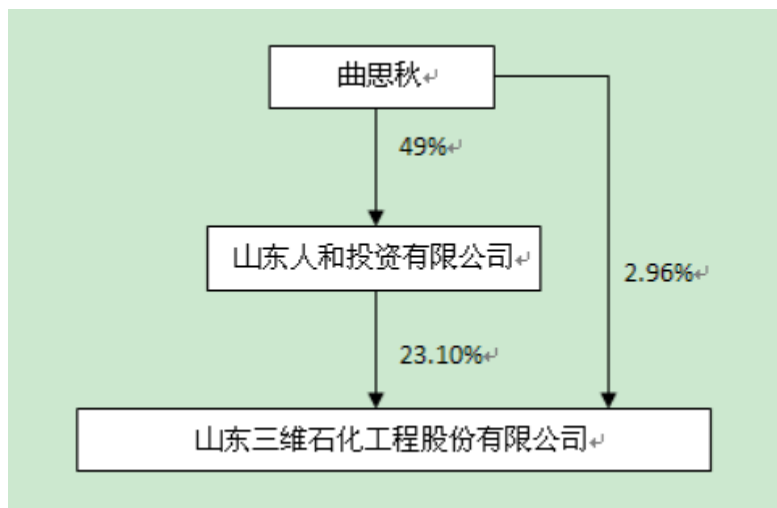 曲思秋
49%
山东人和投资有限公司
2.96%
23.10%
山东三维石化工程股份有限公司